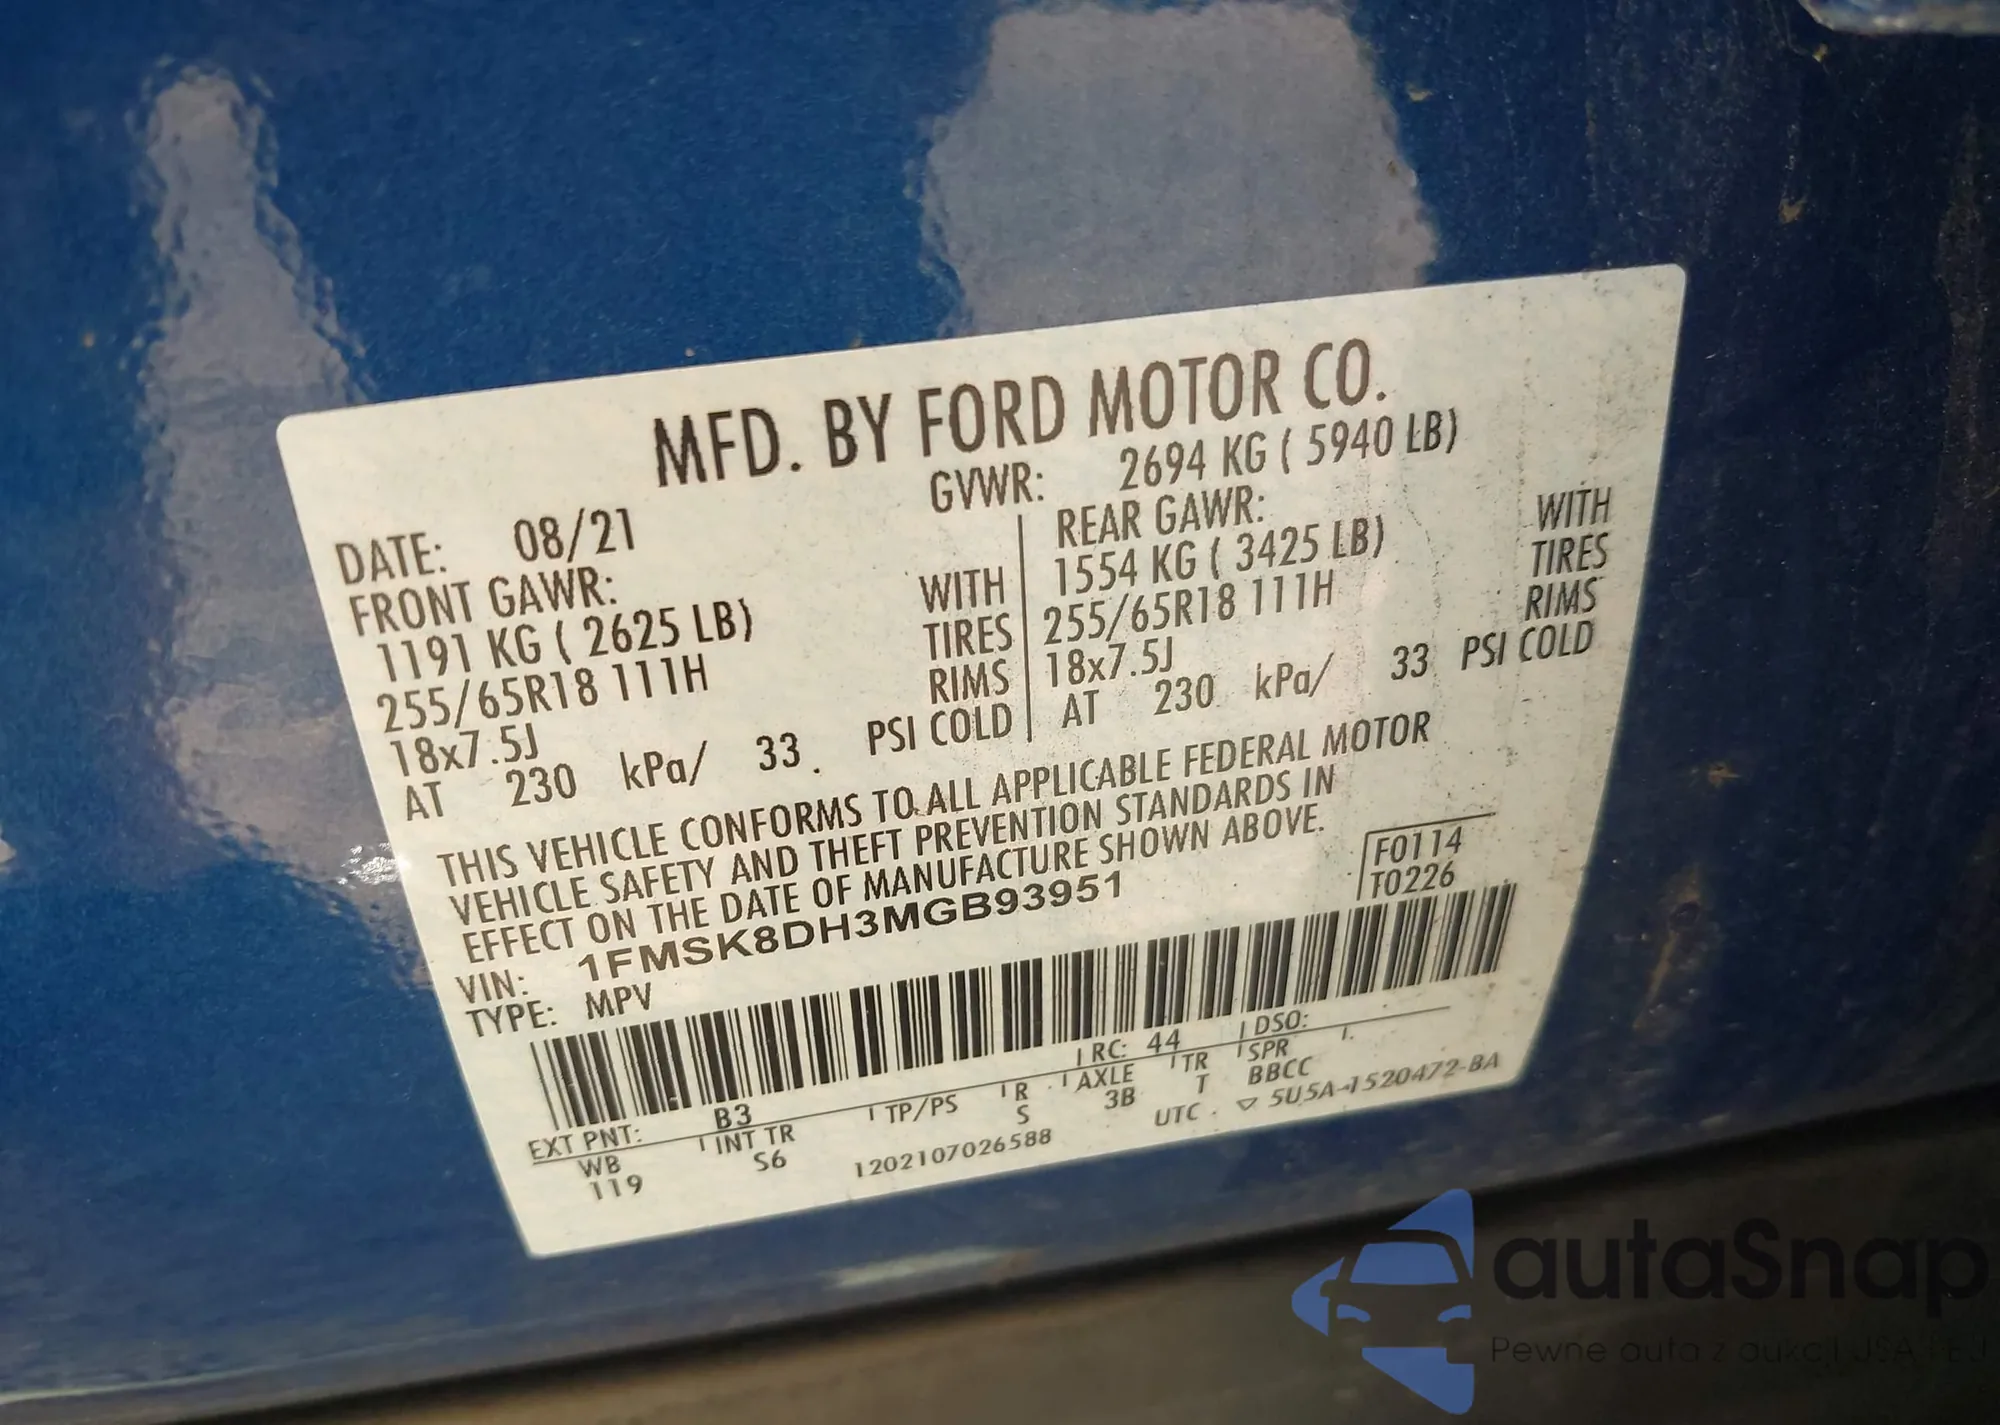 MFD. BY FORD MOTOR CO.
DATE: 08/21 GVWR: 2694 KG ( 5940 LB)
FRONT GAWR: REAR GAWR:
1191 KG ( 2625 LB) WITH 1554 KG ( 3425 LB) WITH
255/65R18 111H TIRES 255/65R18 111H TIRES
18x7.5J RIMS 18x7.5J RIMS
AT 230 kPa/ 33 PSI COLD AT 230 kPa/ 33 PSI COLD
THIS VEHICLE CONFORMS TO ALL APPLICABLE FEDERAL MOTOR
VEHICLE SAFETY AND THEFT PREVENTION STANDARDS IN
EFFECT ON THE DATE OF MANUFACTURE SHOWN ABOVE.
VIN: 1FMSK8DH3MGB93951 F0114
TYPE: MPV T0226
EXT PNT: B3 RC: 44 DSO:
WB INT TR TP/PS R AXLE TR SPR
119 S6 S 3B T BBCC
1202107026588 UTC ▽ 5U5A-1520472-BA
autaSnap
Pewne auta z aukcji USA i EU